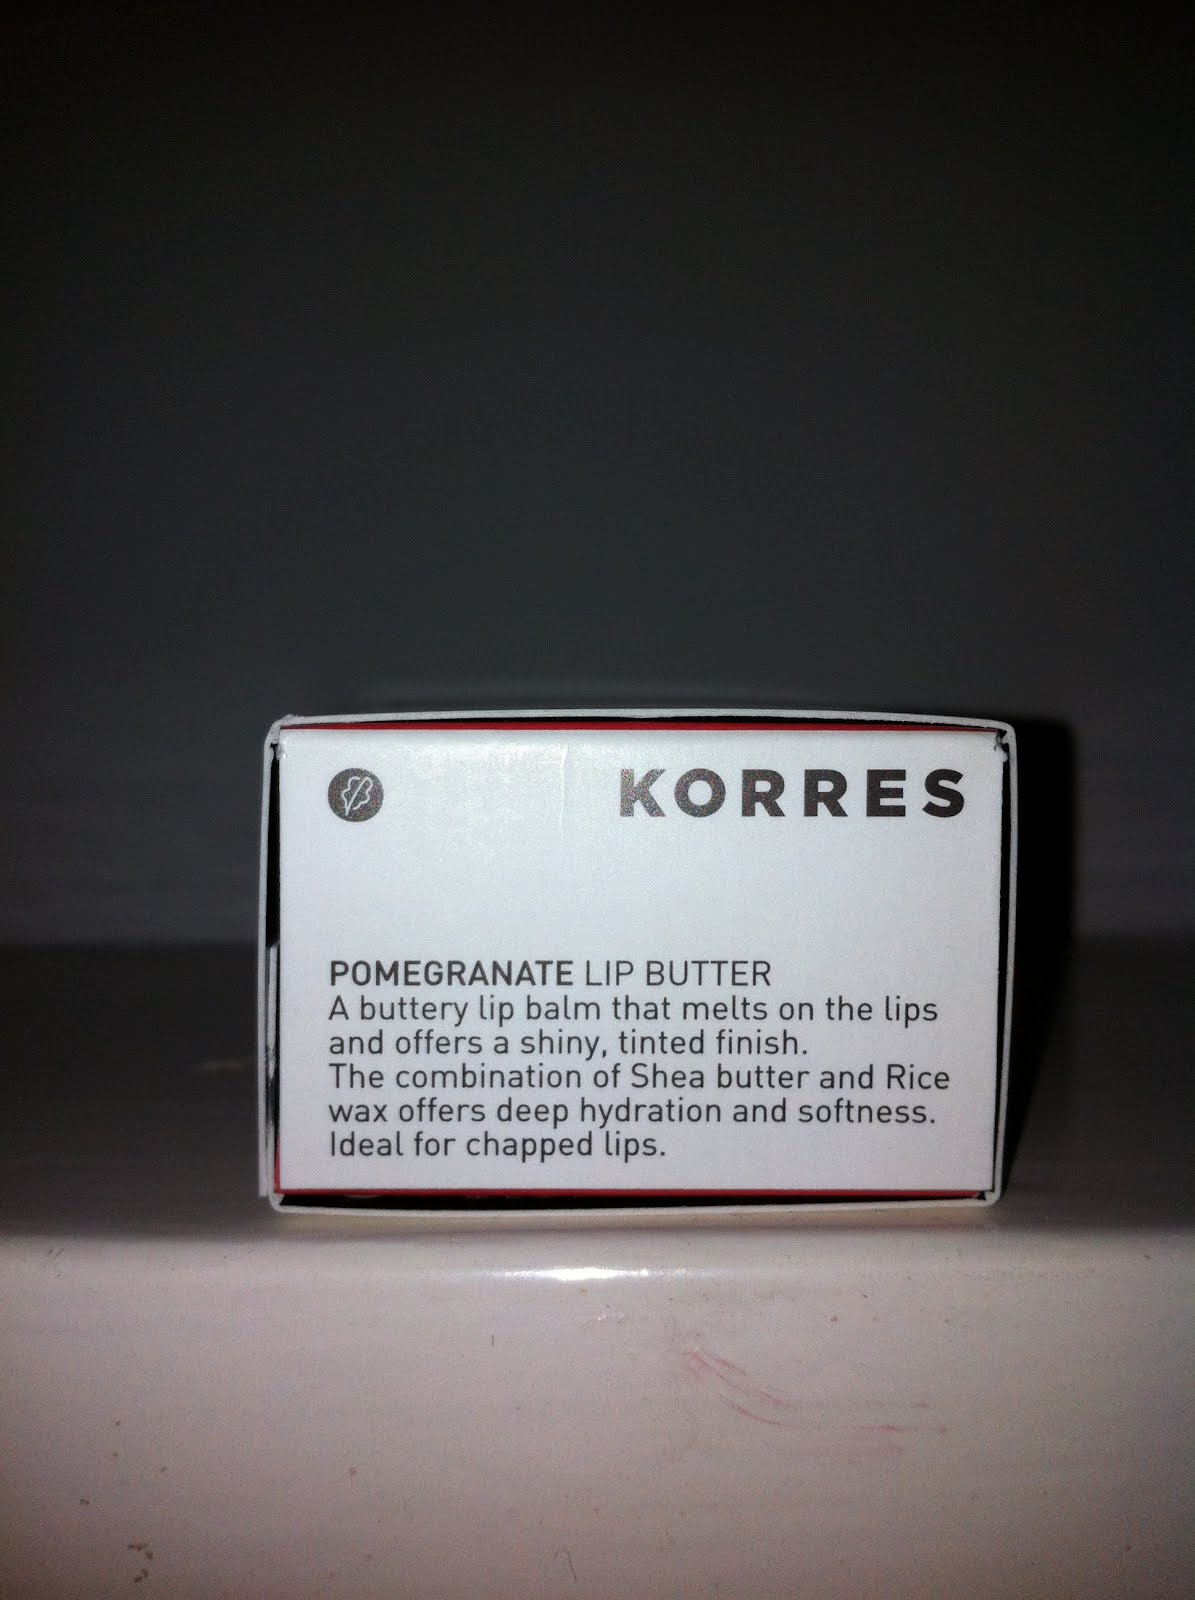 KORRES
POMEGRANATE LIP BUTTER
A buttery lip balm that melts on the lips
and offers a shiny, tinted finish.
The combination of Shea butter and Rice
wax offers deep hydration and softness.
Ideal for chapped lips.